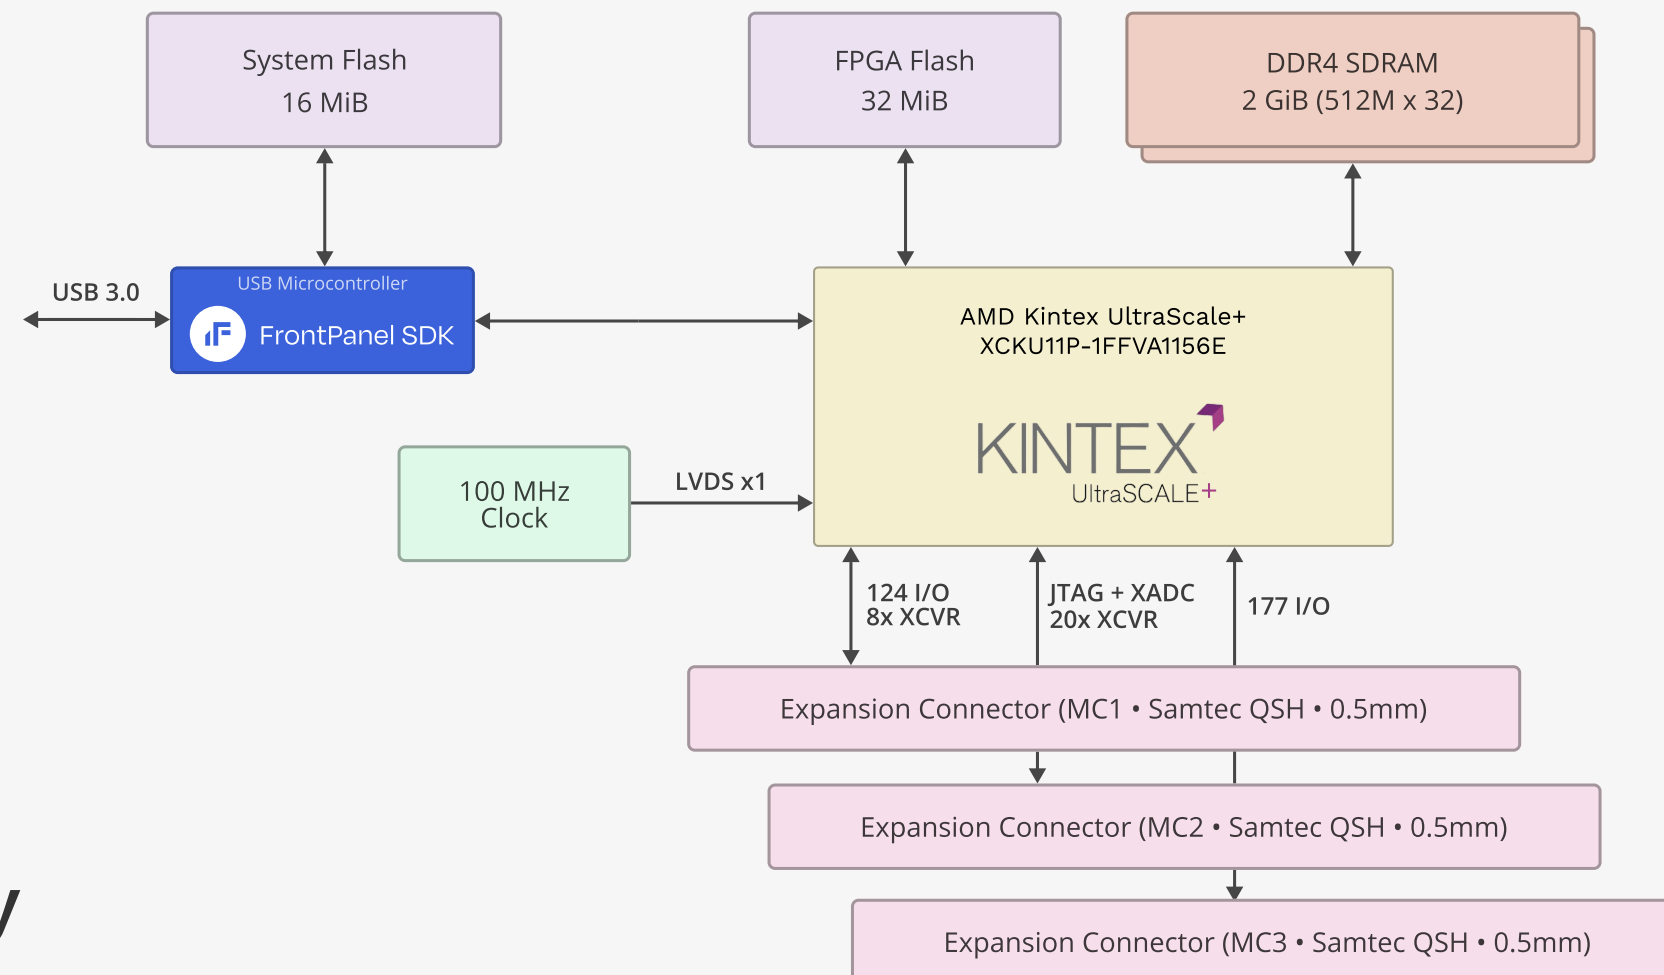 System Flash
16 MiB
FPGA Flash
32 MiB
DDR4 SDRAM
2 GiB (512M x 32)
USB 3.0
USB Microcontroller
FrontPanel SDK
AMD Kintex UltraScale+
XCKU11P-1FFVA1156E
KINTEX
UltraSCALE+
100 MHz
Clock
LVDS x1
124 I/O
8x XCVR
JTAG + XADC
20x XCVR
177 I/O
Expansion Connector (MC1 • Samtec QSH • 0.5mm)
Expansion Connector (MC2 • Samtec QSH • 0.5mm)
Expansion Connector (MC3 • Samtec QSH • 0.5mm)